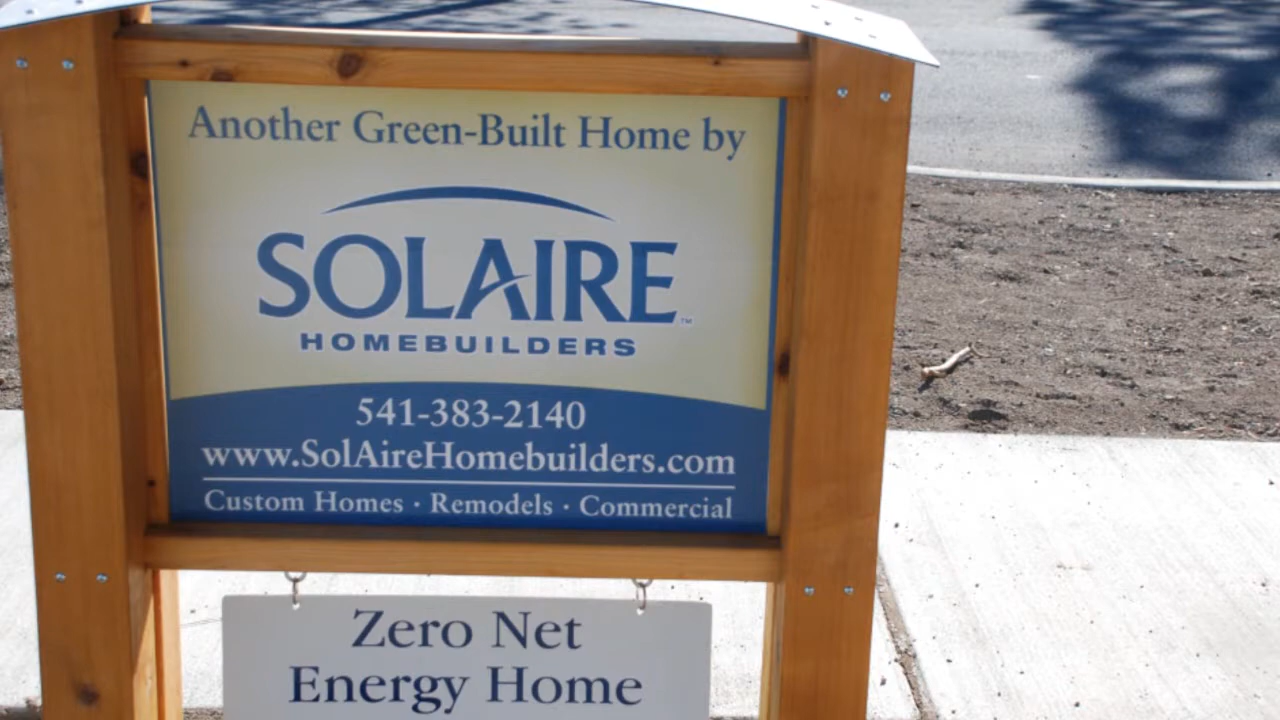 Another Green-Built Home by
SOLAIRE
TM
HOMEBUILDERS
541-383-2140
www.SolAireHomebuilders.com
Custom Homes · Remodels · Commercial
Zero Net
Energy Home